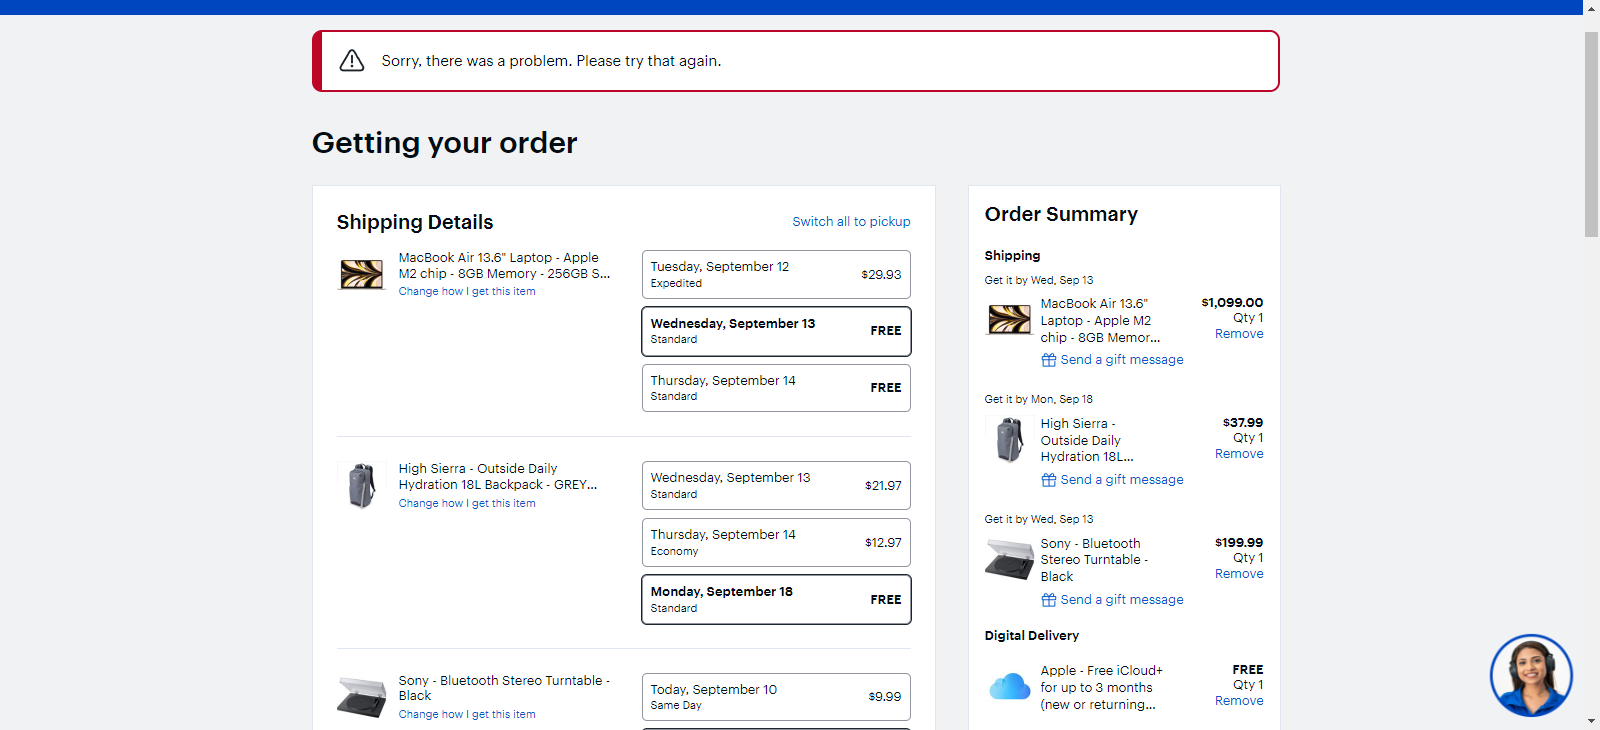 Sorry, there was a problem. Please try that again.
Getting your order
Shipping Details
Switch all to pickup
MacBook Air 13.6" Laptop - Apple
M2 chip - 8GB Memory - 256GB S...
Change how I get this item
Tuesday, September 12
Expedited
$29.93
Wednesday, September 13
Standard
FREE
Thursday, September 14
Standard
FREE
High Sierra - Outside Daily
Hydration 18L Backpack - GREY...
Change how I get this item
Wednesday, September 13
Standard
$21.97
Thursday, September 14
Economy
$12.97
Monday, September 18
Standard
FREE
Sony - Bluetooth Stereo Turntable -
Black
Change how I get this item
Today, September 10
Same Day
$9.99
Order Summary
Shipping
Get it by Wed, Sep 13
MacBook Air 13.6"
Laptop - Apple M2
chip - 8GB Memor...
$1,099.00
Qty 1
Remove
Send a gift message
Get it by Mon, Sep 18
High Sierra -
Outside Daily
Hydration 18L...
$37.99
Qty 1
Remove
Send a gift message
Get it by Wed, Sep 13
Sony - Bluetooth
Stereo Turntable -
Black
$199.99
Qty 1
Remove
Send a gift message
Digital Delivery
Apple - Free iCloud+
for up to 3 months
(new or returning...
FREE
Qty 1
Remove